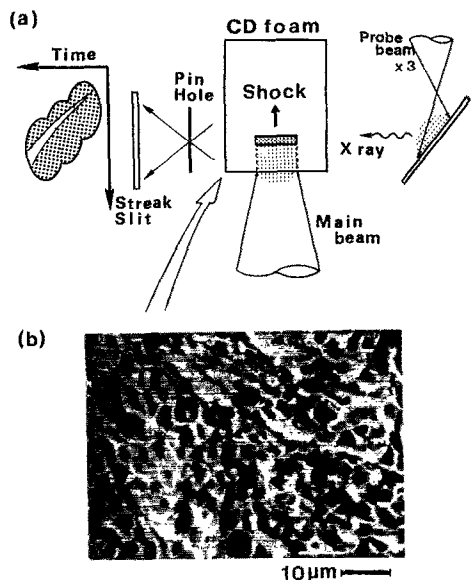 (a)
CD foam
Probe
beam
x 3
Time
Pin
Hole
Shock
X ray
Streak
Slit
Main
beam
(b)
10μm